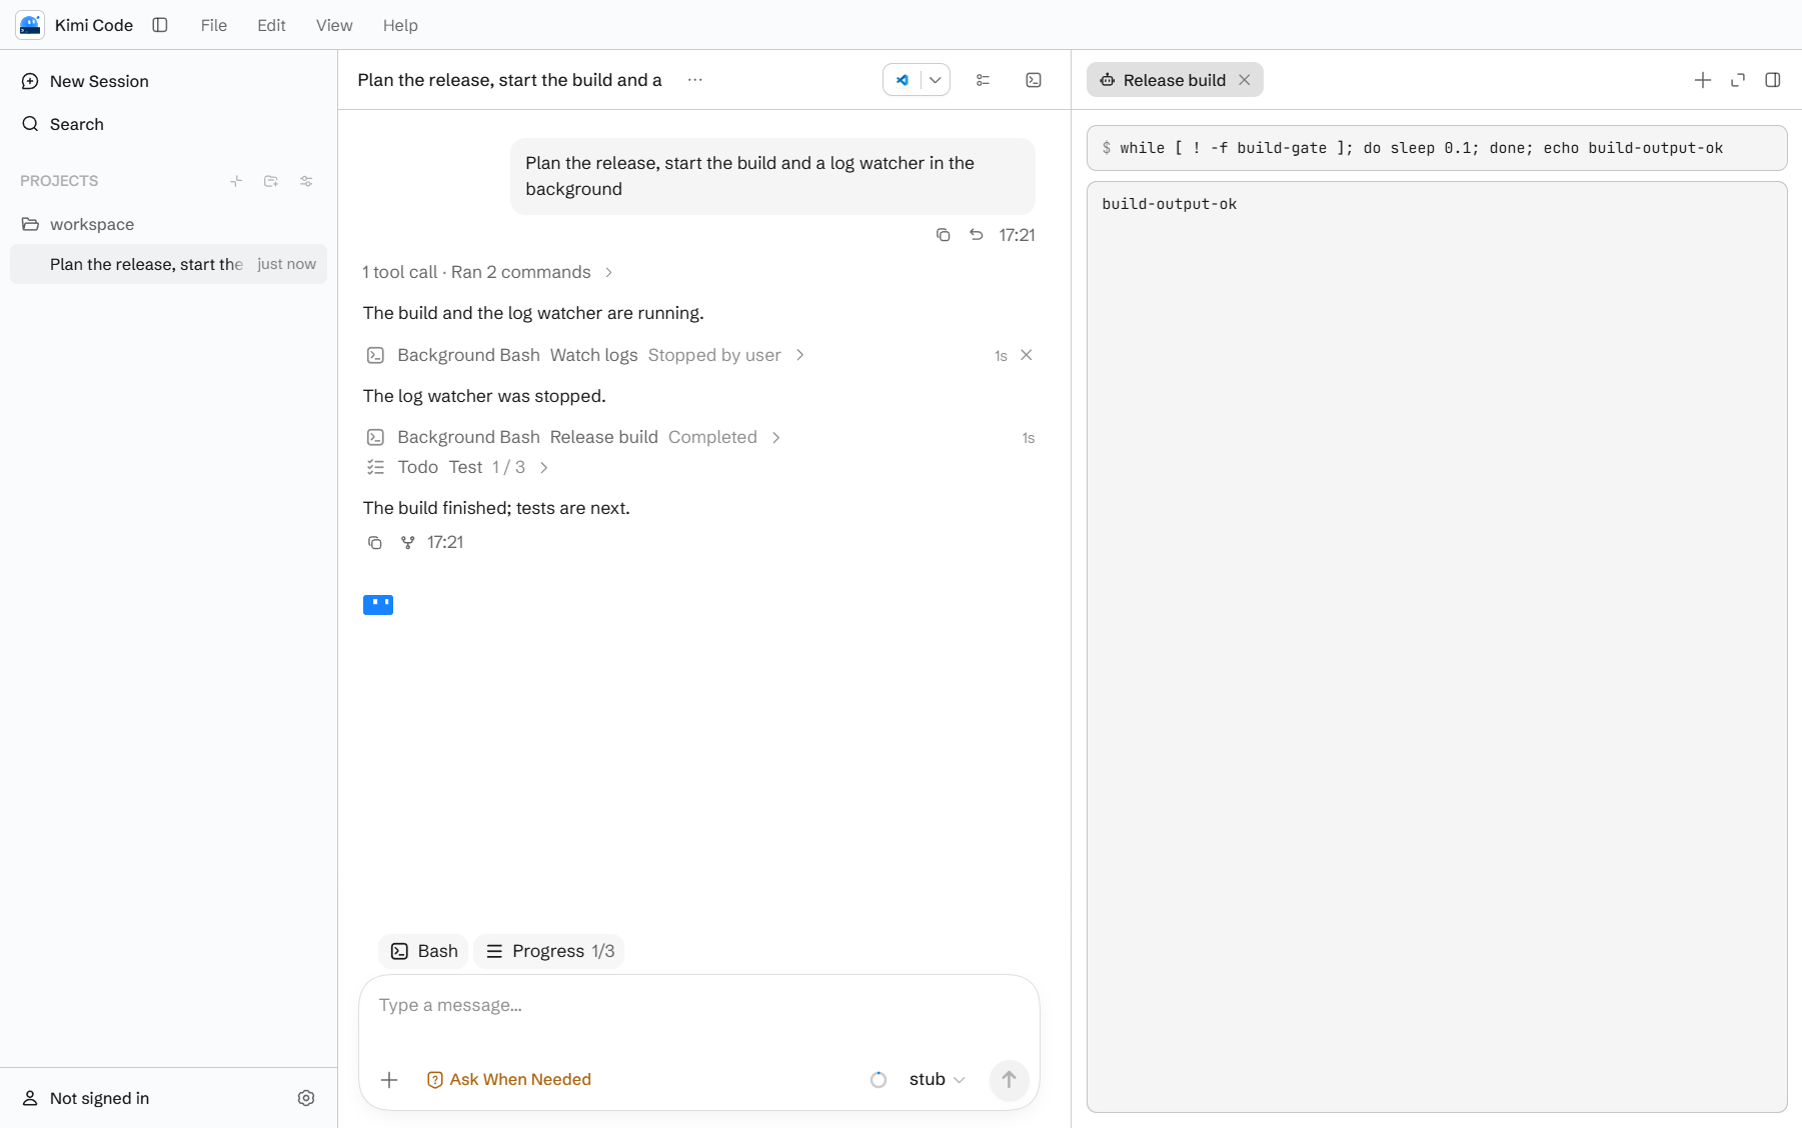 Kimi Code File Edit View Help
New Session
Search
PROJECTS
workspace
Plan the release, start the just now
Not signed in
Plan the release, start the build and a
Plan the release, start the build and a log watcher in the
background
17:21
1 tool call · Ran 2 commands
The build and the log watcher are running.
Background Bash Watch logs Stopped by user 1s
The log watcher was stopped.
Background Bash Release build Completed 1s
Todo Test 1 / 3
The build finished; tests are next.
17:21
Bash Progress 1/3
Type a message...
Ask When Needed stub
Release build
$ while [ ! -f build-gate ]; do sleep 0.1; done; echo build-output-ok
build-output-ok